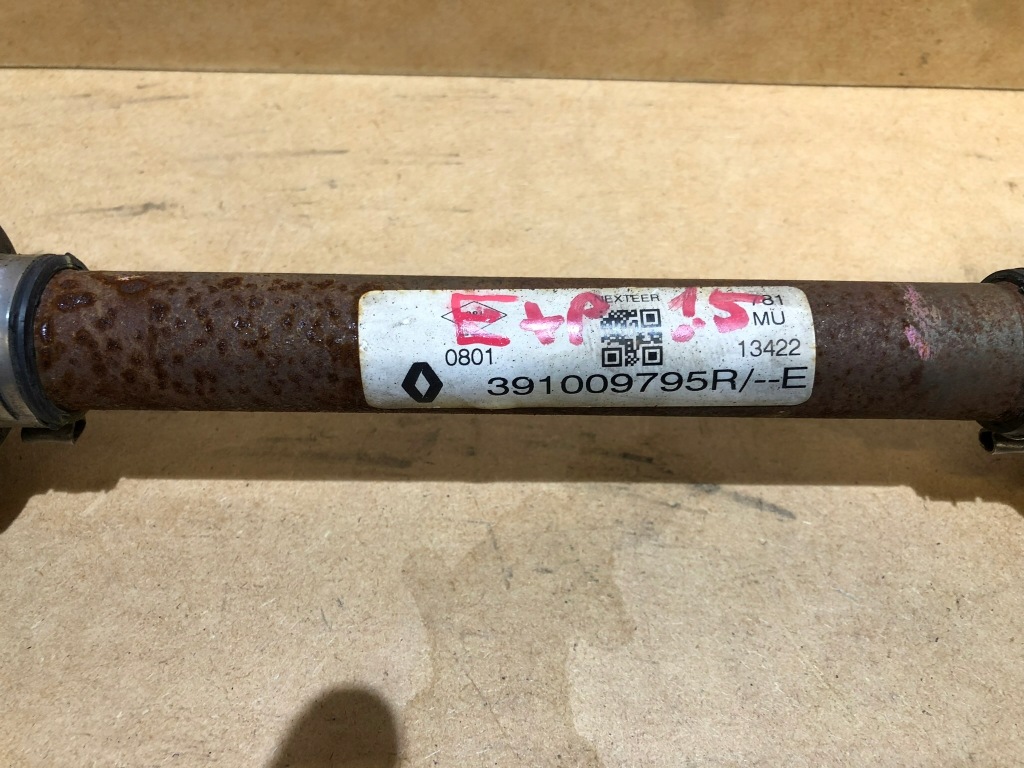 NEXTEER
781
MU
E+P 1.5
0801
13422
391009795R/--E